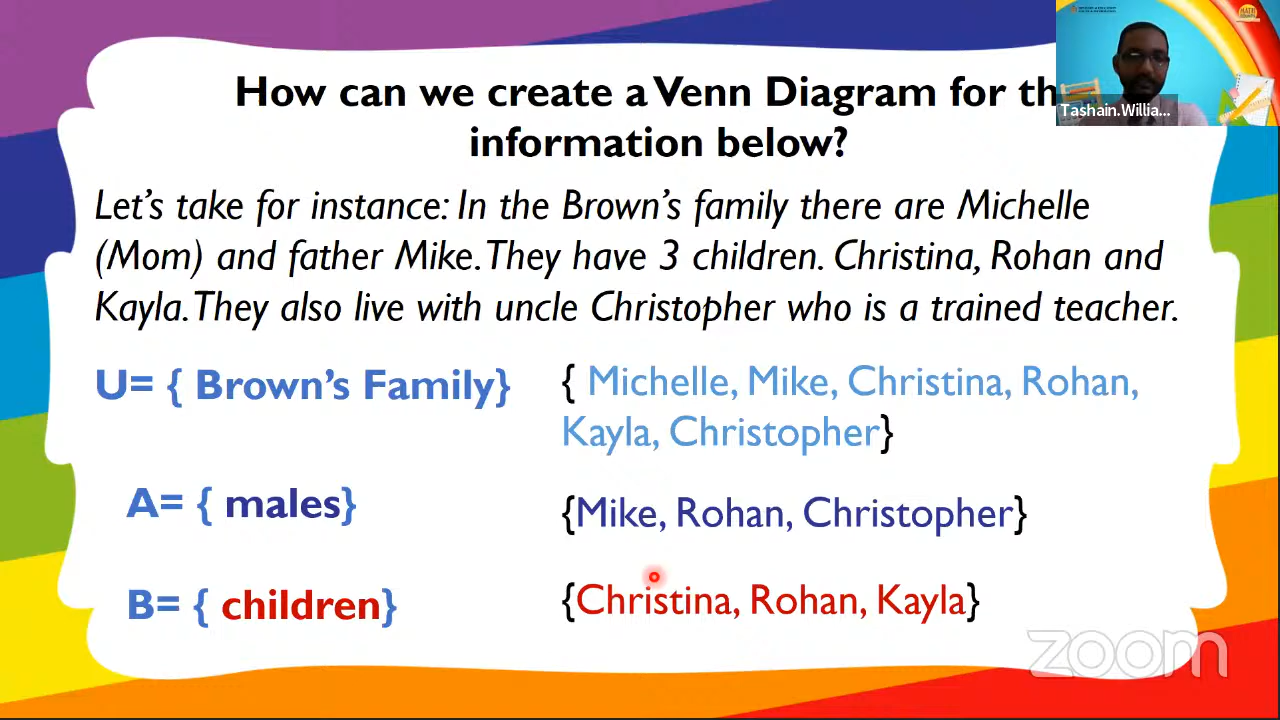 How can we create a Venn Diagram for th
information below?
Let's take for instance: In the Brown's family there are Michelle
(Mom) and father Mike. They have 3 children. Christina, Rohan and
Kayla. They also live with uncle Christopher who is a trained teacher.
U= { Brown's Family}
{ Michelle, Mike, Christina, Rohan,
Kayla, Christopher}
A= { males}
{Mike, Rohan, Christopher}
B= { children}
{Christina, Rohan, Kayla}
Tashain.Willia...
MATH
zoom